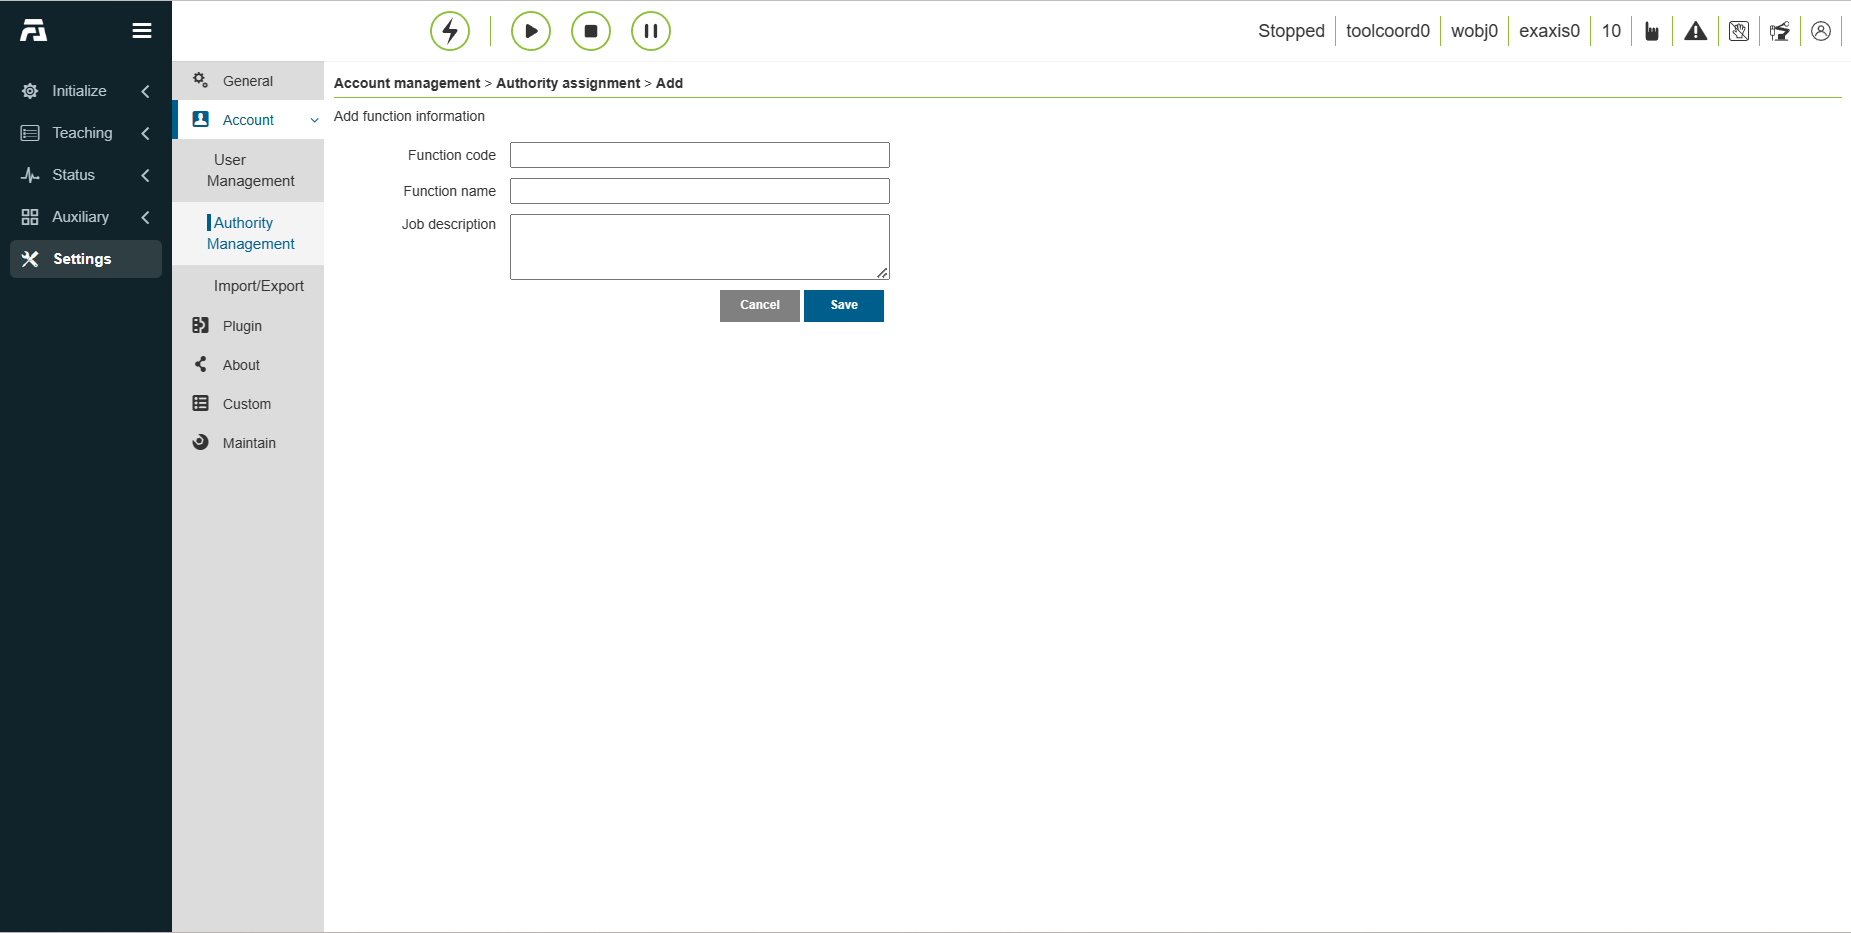 Stopped
toolcoord0
wobj0
exaxis0
10
Initialize
Teaching
Status
Auxiliary
Settings
General
Account
User
Management
Authority
Management
Import/Export
Plugin
About
Custom
Maintain
Account management > Authority assignment > Add
Add function information
Function code
Function name
Job description
Cancel
Save